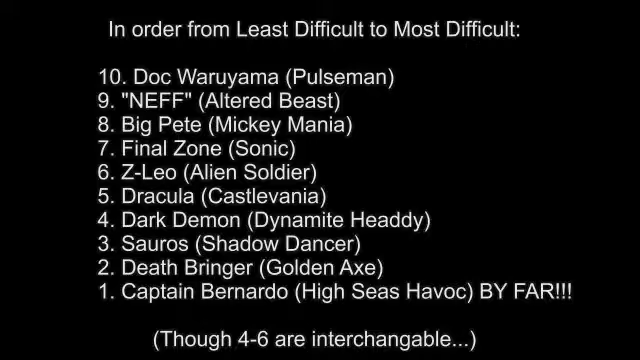 In order from Least Difficult to Most Difficult:
10. Doc Waruyama (Pulseman)
9. "NEFF" (Altered Beast)
8. Big Pete (Mickey Mania)
7. Final Zone (Sonic)
6. Z-Leo (Alien Soldier)
5. Dracula (Castlevania)
4. Dark Demon (Dynamite Headdy)
3. Sauros (Shadow Dancer)
2. Death Bringer (Golden Axe)
1. Captain Bernardo (High Seas Havoc) BY FAR!!!
(Though 4-6 are interchangable...)